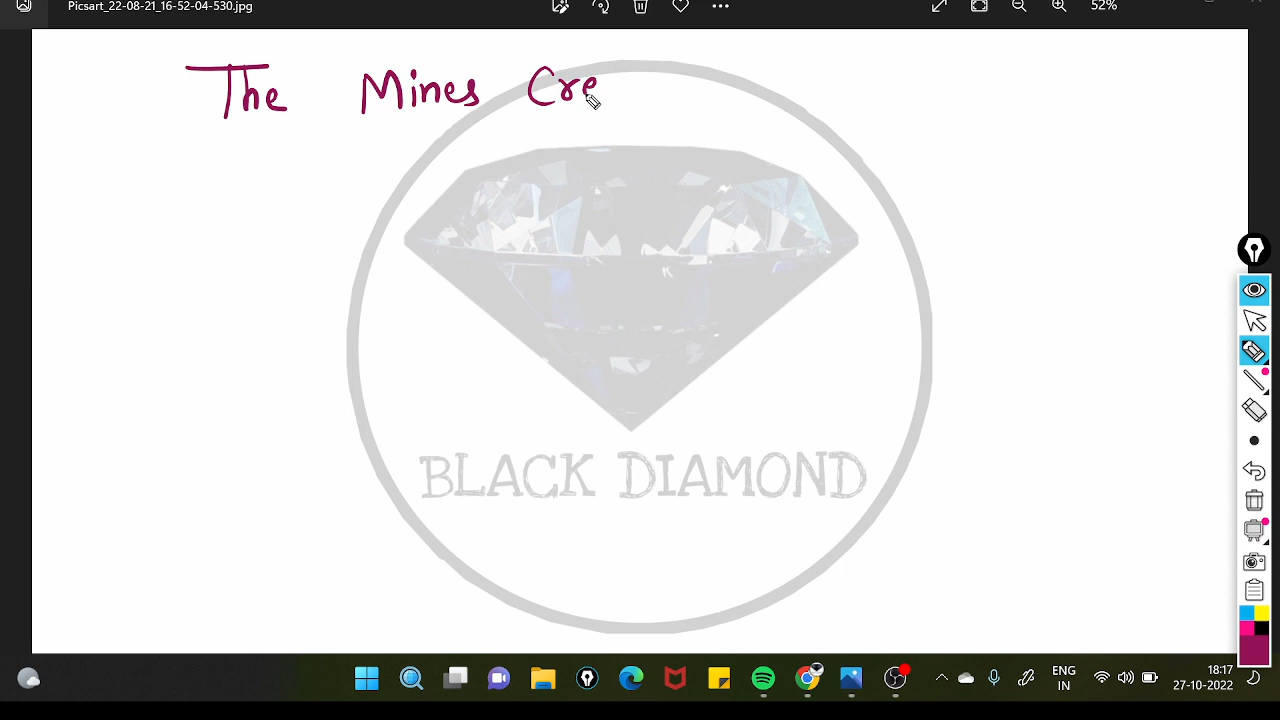 Picsart_22-08-21_16-52-04-530.jpg
52%
The Mines Cre
BLACK DIAMOND
ENG
IN
18:17
27-10-2022